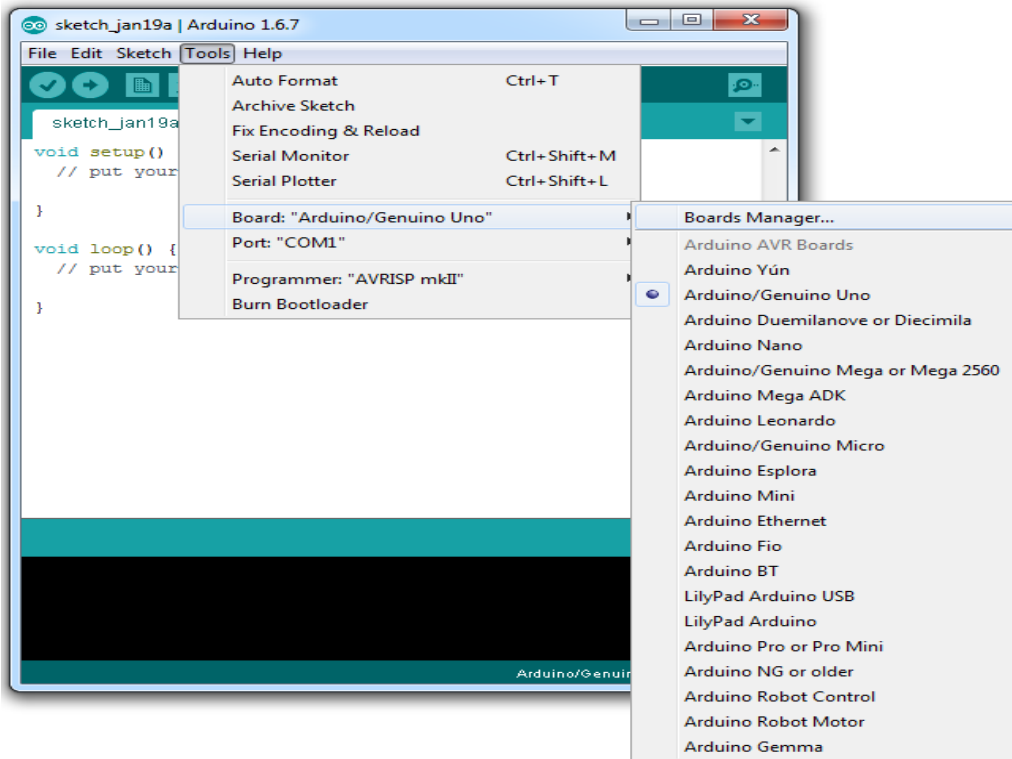 sketch_jan19a | Arduino 1.6.7
File Edit Sketch Tools Help
sketch_jan19a
void setup()
// put your
}
void loop() {
// put your
}
Auto Format Ctrl+T
Archive Sketch
Fix Encoding & Reload
Serial Monitor Ctrl+Shift+M
Serial Plotter Ctrl+Shift+L
Board: "Arduino/Genuino Uno"
Port: "COM1"
Programmer: "AVRISP mkII"
Burn Bootloader
Boards Manager...
Arduino AVR Boards
Arduino Yún
Arduino/Genuino Uno
Arduino Duemilanove or Diecimila
Arduino Nano
Arduino/Genuino Mega or Mega 2560
Arduino Mega ADK
Arduino Leonardo
Arduino/Genuino Micro
Arduino Esplora
Arduino Mini
Arduino Ethernet
Arduino Fio
Arduino BT
LilyPad Arduino USB
LilyPad Arduino
Arduino Pro or Pro Mini
Arduino NG or older
Arduino Robot Control
Arduino Robot Motor
Arduino Gemma
Arduino/Genuin